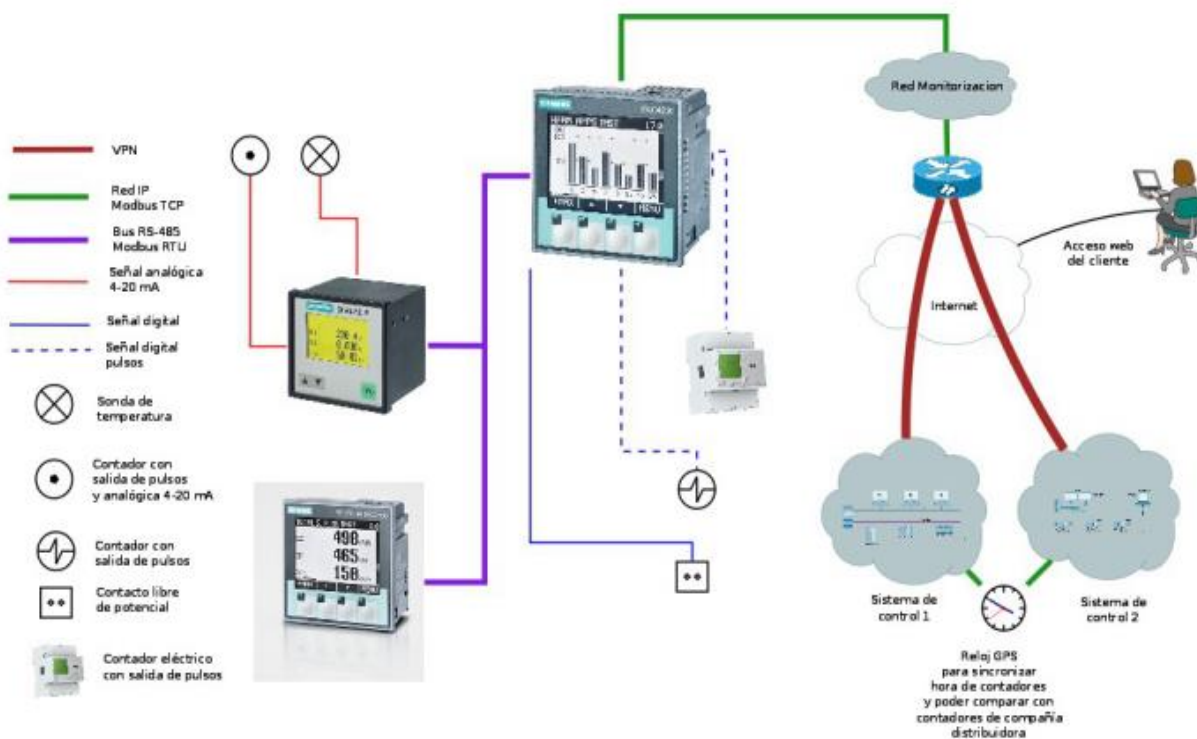 VPN
Red IP
Modbus TCP
Bus RS-485
Modbus RTU
Señal analógica
4-20 mA
Señal digital
Señal digital
pulsos
Sonda de
temperatura
Contador con
salida de pulsos
y analógica 4-20 mA
Contador con
salida de pulsos
Contacto libre
de potencial
Contador eléctrico
con salida de pulsos
SIEMENS
MENU
498
465
150
Red Monitorizacion
Internet
Acceso web
del cliente
Sistema de
control 1
Sistema de
control 2
Reloj GPS
para sincronizar
hora de contadores
y poder comparar con
contadores de compañía
distribuidora